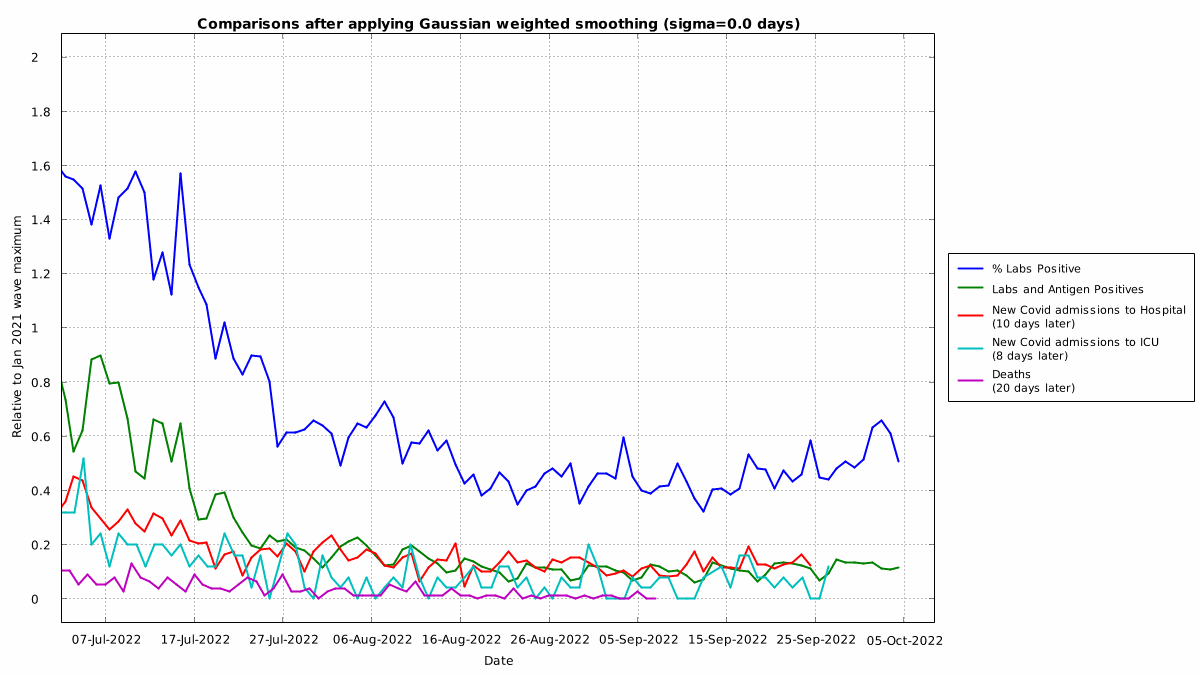 Comparisons after applying Gaussian weighted smoothing (sigma=0.0 days)
Relative to Jan 2021 wave maximum
2
1.8
1.6
1.4
1.2
1
0.8
0.6
0.4
0.2
0
07-Jul-2022 17-Jul-2022 27-Jul-2022 06-Aug-2022 16-Aug-2022 26-Aug-2022 05-Sep-2022 15-Sep-2022 25-Sep-2022 05-Oct-2022
Date
% Labs Positive
Labs and Antigen Positives
New Covid admissions to Hospital
(10 days later)
New Covid admissions to ICU
(8 days later)
Deaths
(20 days later)